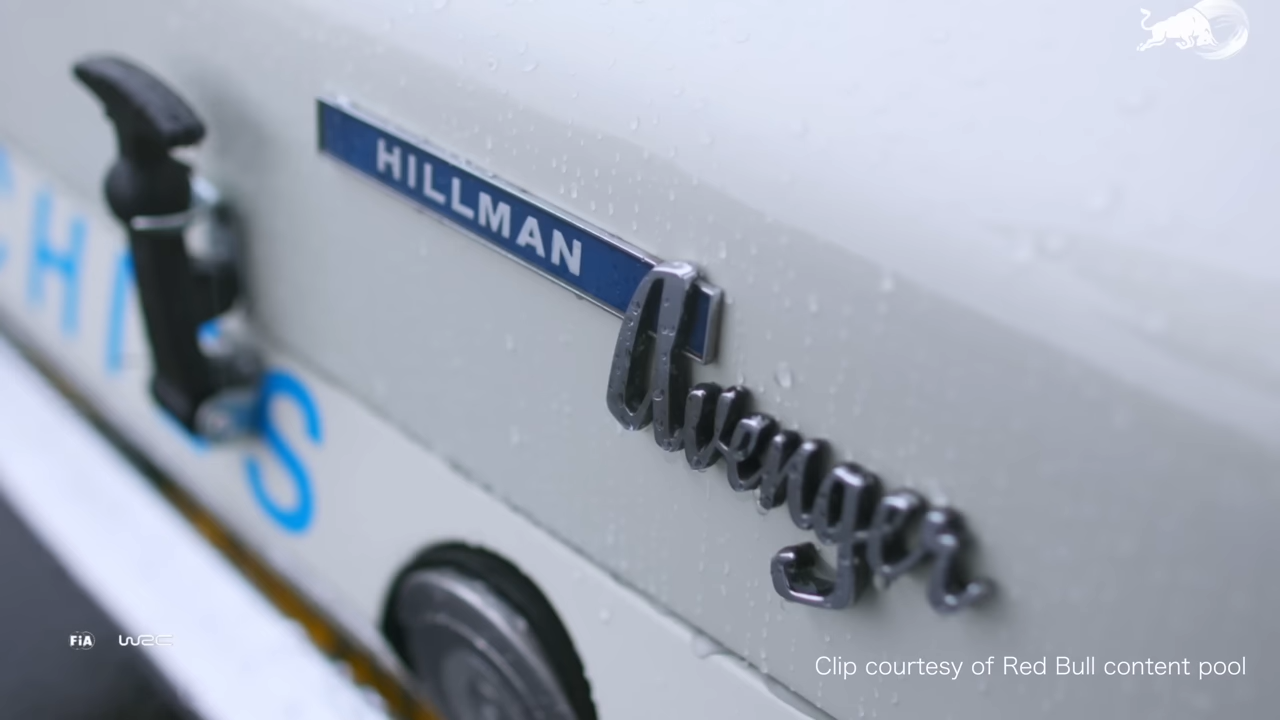 HILLMAN
Avenger
S
FiA WRC
Clip courtesy of Red Bull content pool